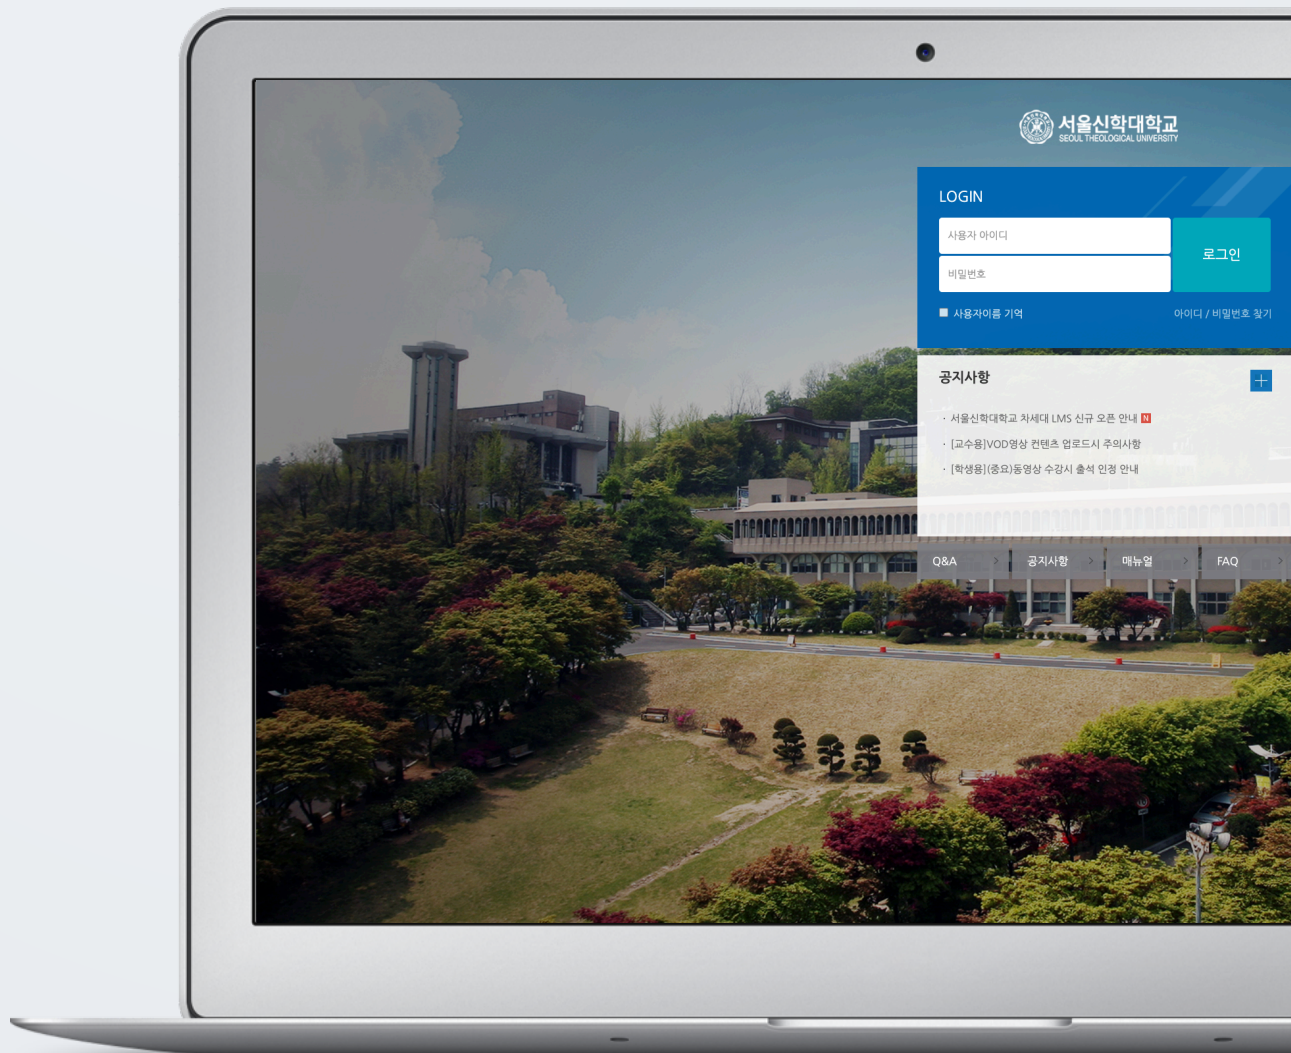 서울신학대학교
SEOUL THEOLOGICAL UNIVERSITY
LOGIN
사용자 아이디
비밀번호
로그인
사용자이름 기억
아이디 / 비밀번호 찾기
공지사항
· 서울신학대학교 차세대 LMS 신규 오픈 안내 N
· [교수용]VOD영상 컨텐츠 업로드시 주의사항
· [학생용](중요)동영상 수강시 출석 인정 안내
Q&A > 공지사항 > 매뉴얼 > FAQ >